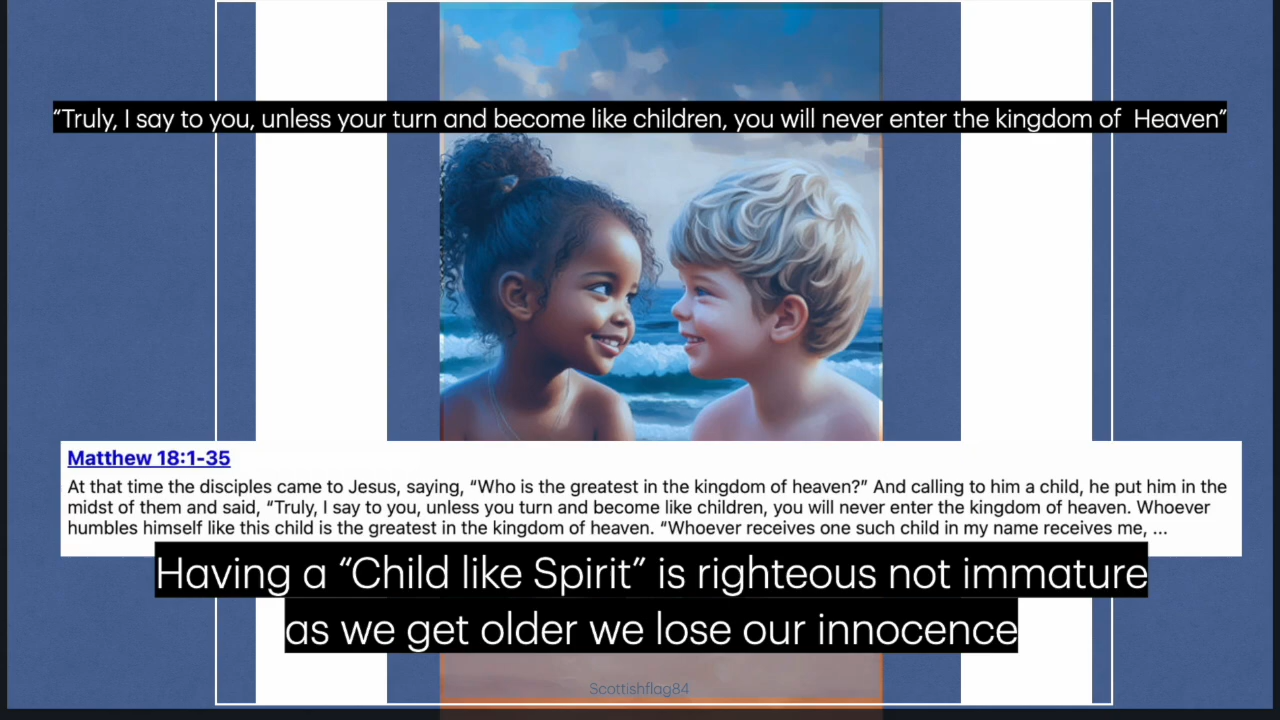 “Truly, I say to you, unless your turn and become like children, you will never enter the kingdom of Heaven”
Matthew 18:1-35
At that time the disciples came to Jesus, saying, “Who is the greatest in the kingdom of heaven?” And calling to him a child, he put him in the
midst of them and said, “Truly, I say to you, unless you turn and become like children, you will never enter the kingdom of heaven. Whoever
humbles himself like this child is the greatest in the kingdom of heaven. “Whoever receives one such child in my name receives me, ...
Having a “Child like Spirit” is righteous not immature
as we get older we lose our innocence
Scottishflag84